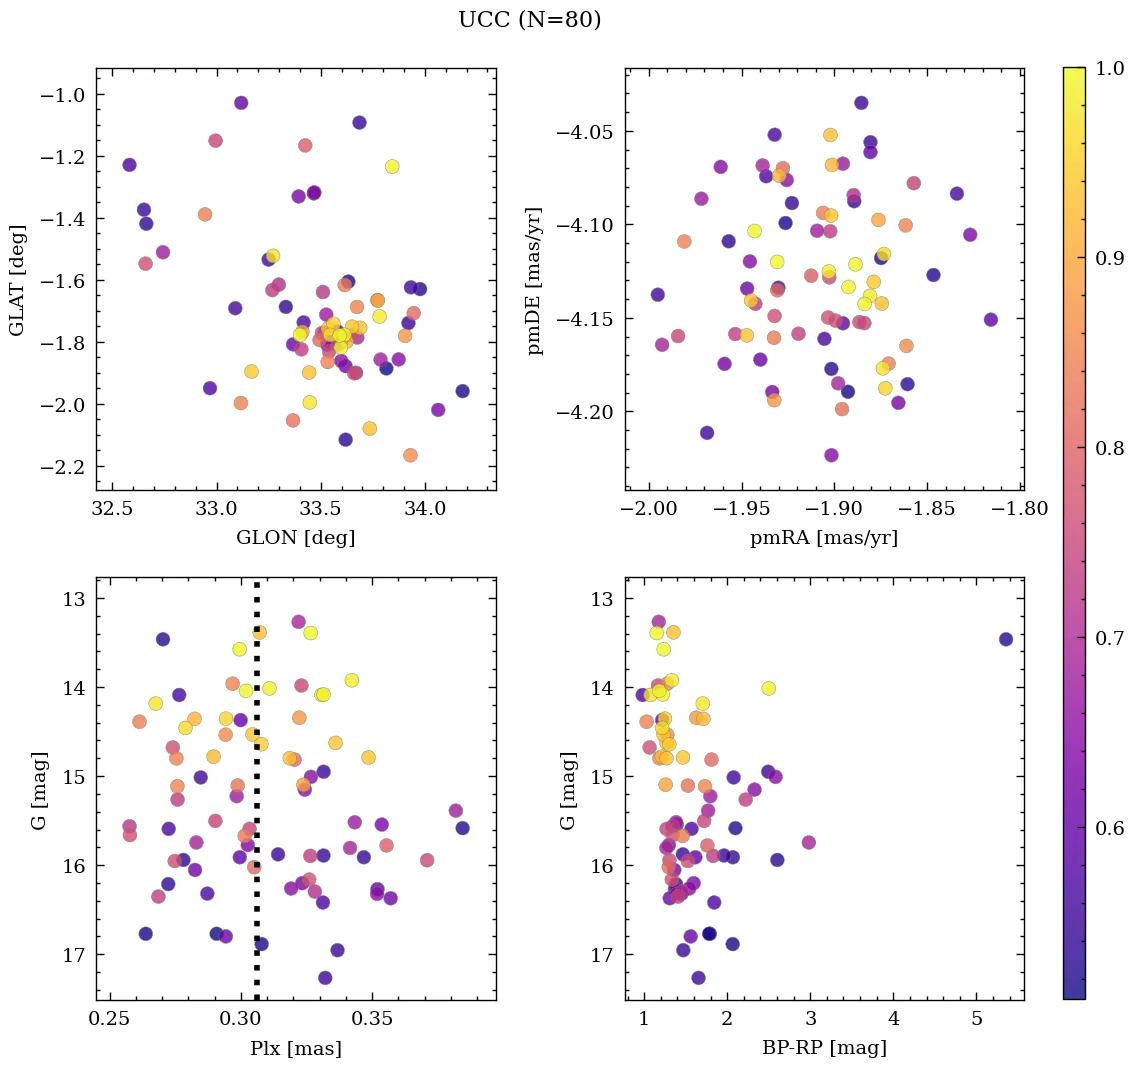 UCC (N=80)
−1.0
−1.2
−1.4
−1.6
−1.8
−2.0
−2.2
GLAT [deg]
32.5 33.0 33.5 34.0
GLON [deg]
−4.05
−4.10
−4.15
−4.20
pmDE [mas/yr]
−2.00 −1.95 −1.90 −1.85 −1.80
pmRA [mas/yr]
13
14
15
16
17
G [mag]
0.25 0.30 0.35
Plx [mas]
13
14
15
16
17
G [mag]
1 2 3 4 5
BP-RP [mag]
1.0
0.9
0.8
0.7
0.6